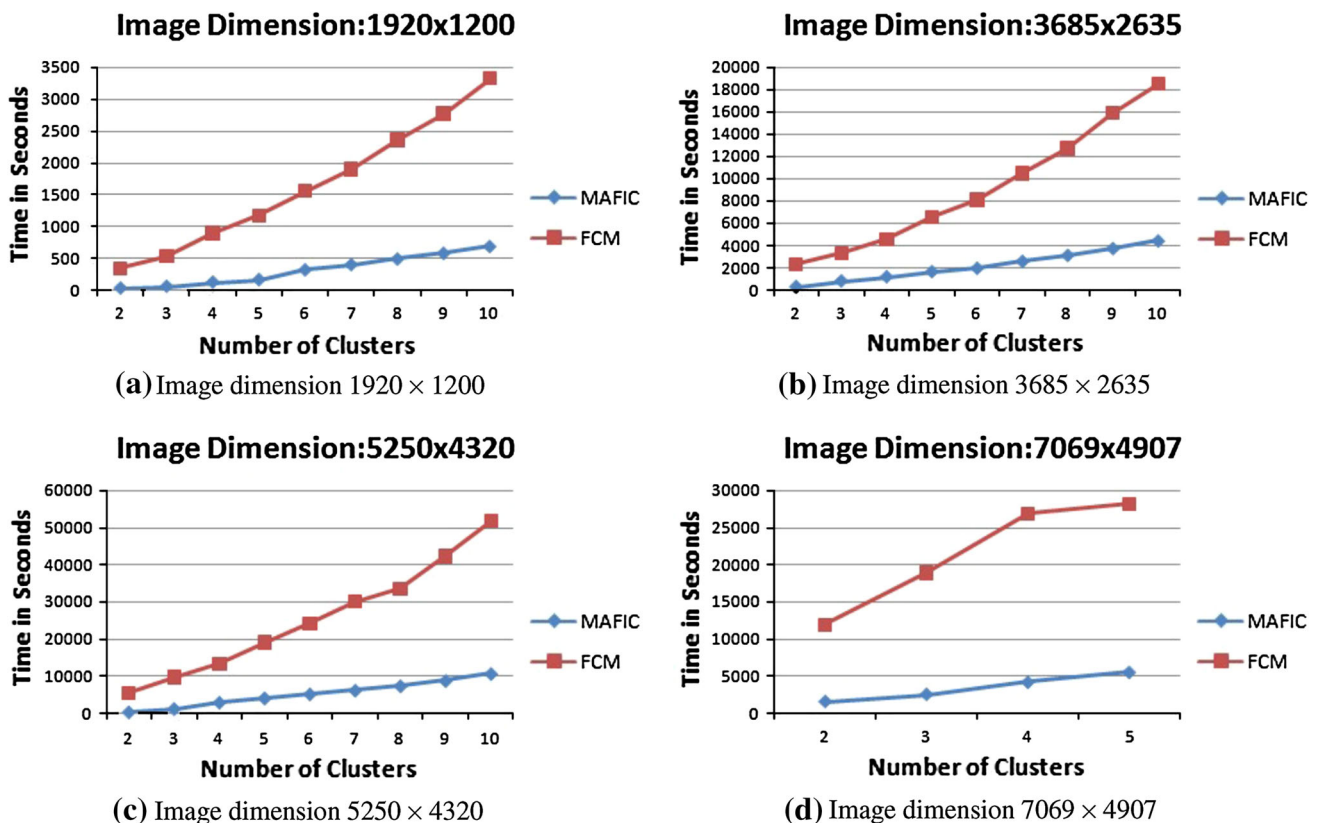 Image Dimension:1920x1200
Time in Seconds
3500
3000
2500
2000
1500
1000
500
0
2 3 4 5 6 7 8 9 10
Number of Clusters
MAFIC
FCM
(a) Image dimension 1920 × 1200
Image Dimension:3685x2635
Time in Seconds
20000
18000
16000
14000
12000
10000
8000
6000
4000
2000
0
2 3 4 5 6 7 8 9 10
Number of Clusters
MAFIC
FCM
(b) Image dimension 3685 × 2635
Image Dimension:5250x4320
Time in Seconds
60000
50000
40000
30000
20000
10000
0
2 3 4 5 6 7 8 9 10
Number of Clusters
MAFIC
FCM
(c) Image dimension 5250 × 4320
Image Dimension:7069x4907
Time in Seconds
30000
25000
20000
15000
10000
5000
0
2 3 4 5
Number of Clusters
MAFIC
FCM
(d) Image dimension 7069 × 4907